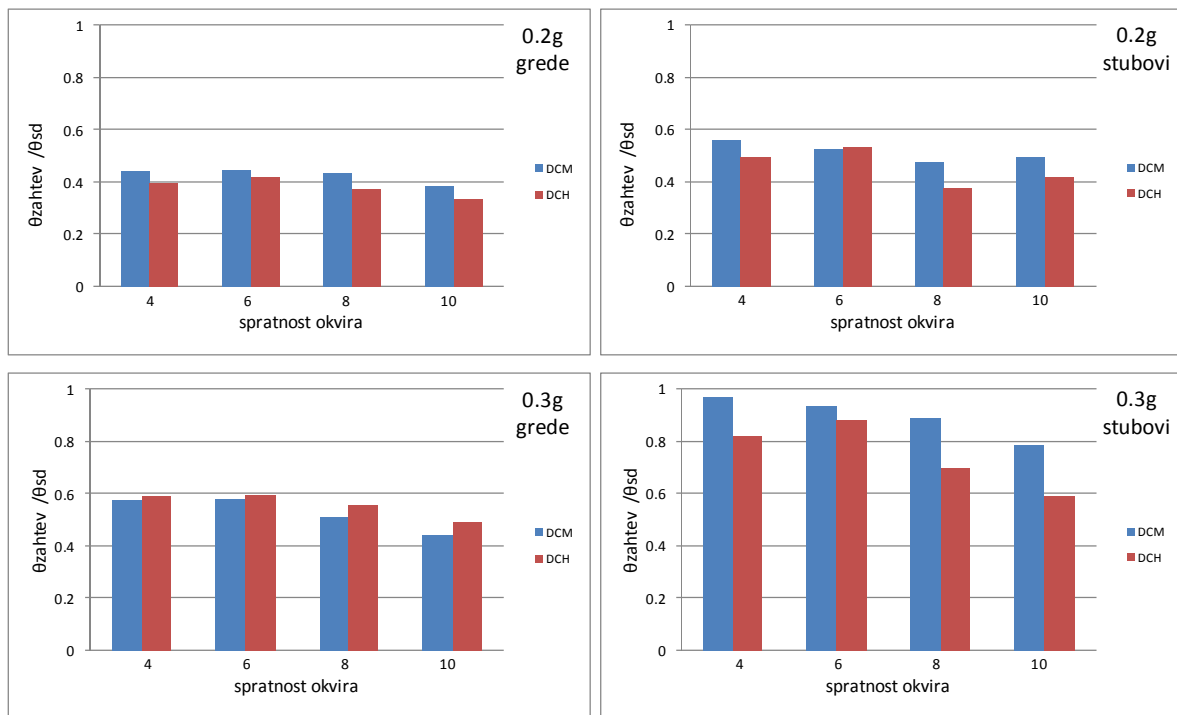 0.2g
grede
1
0.8
0.6
0.4
0.2
0
θzahtev /θsd
DCM
DCH
4 6 8 10
spratnost okvira
0.2g
stubovi
1
0.8
0.6
0.4
0.2
0
θzahtev /θsd
DCM
DCH
4 6 8 10
spratnost okvira
0.3g
grede
1
0.8
0.6
0.4
0.2
0
θzahtev /θsd
DCM
DCH
4 6 8 10
spratnost okvira
0.3g
stubovi
1
0.8
0.6
0.4
0.2
0
θzahtev /θsd
DCM
DCH
4 6 8 10
spratnost okvira